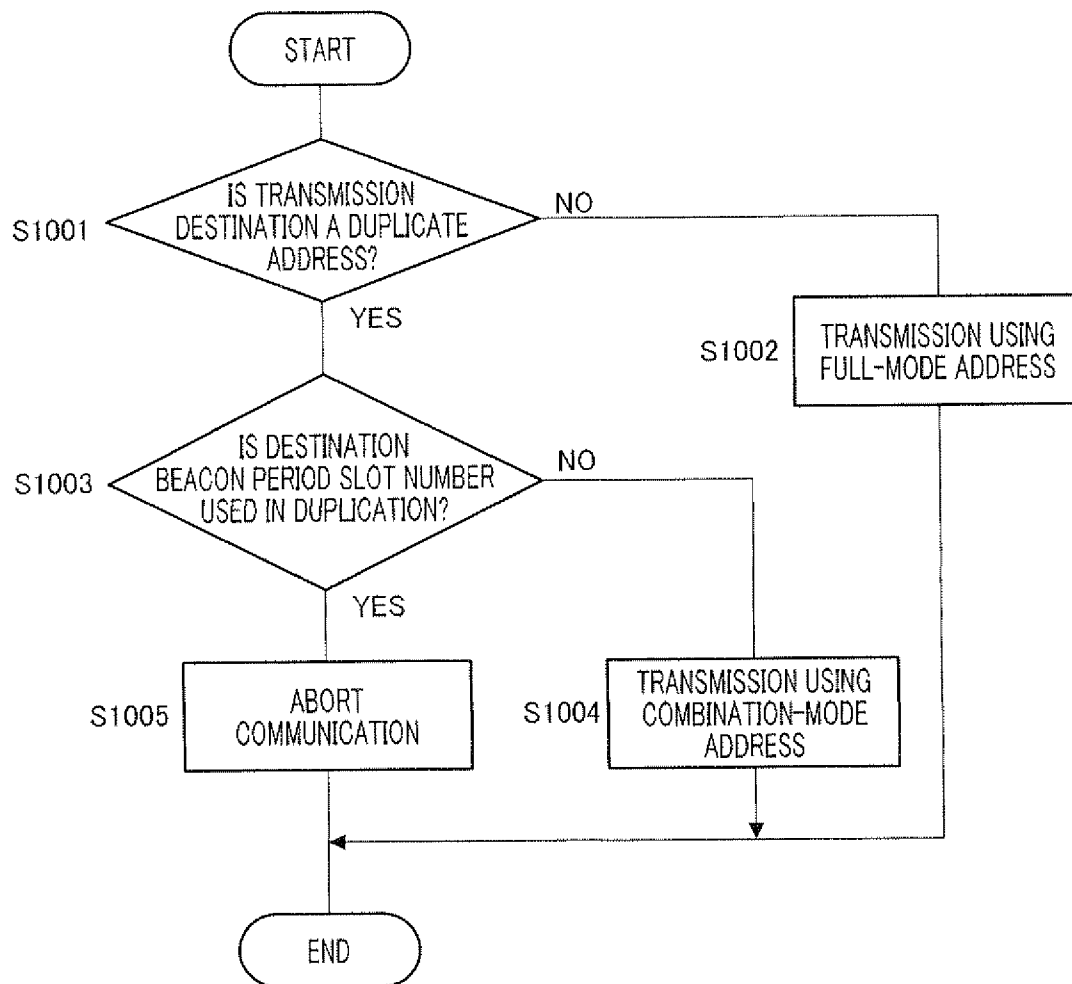 START
IS TRANSMISSION
DESTINATION A DUPLICATE
ADDRESS?
S1001
NO
YES
S1002
TRANSMISSION USING
FULL-MODE ADDRESS
IS DESTINATION
BEACON PERIOD SLOT NUMBER
USED IN DUPLICATION?
S1003
NO
YES
S1005
ABORT
COMMUNICATION
S1004
TRANSMISSION USING
COMBINATION-MODE
ADDRESS
END